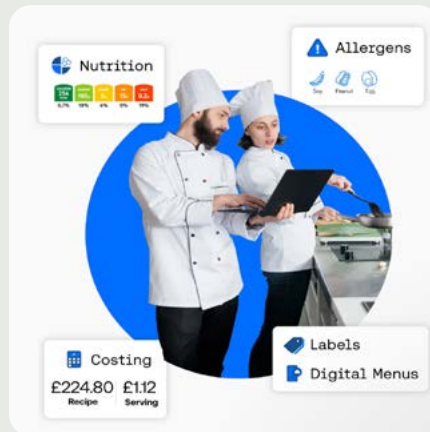 Nutrition
Allergens
Soy Peanut Egg
Costing
£224.80 £1.12
Recipe Serving
Labels
Digital Menus